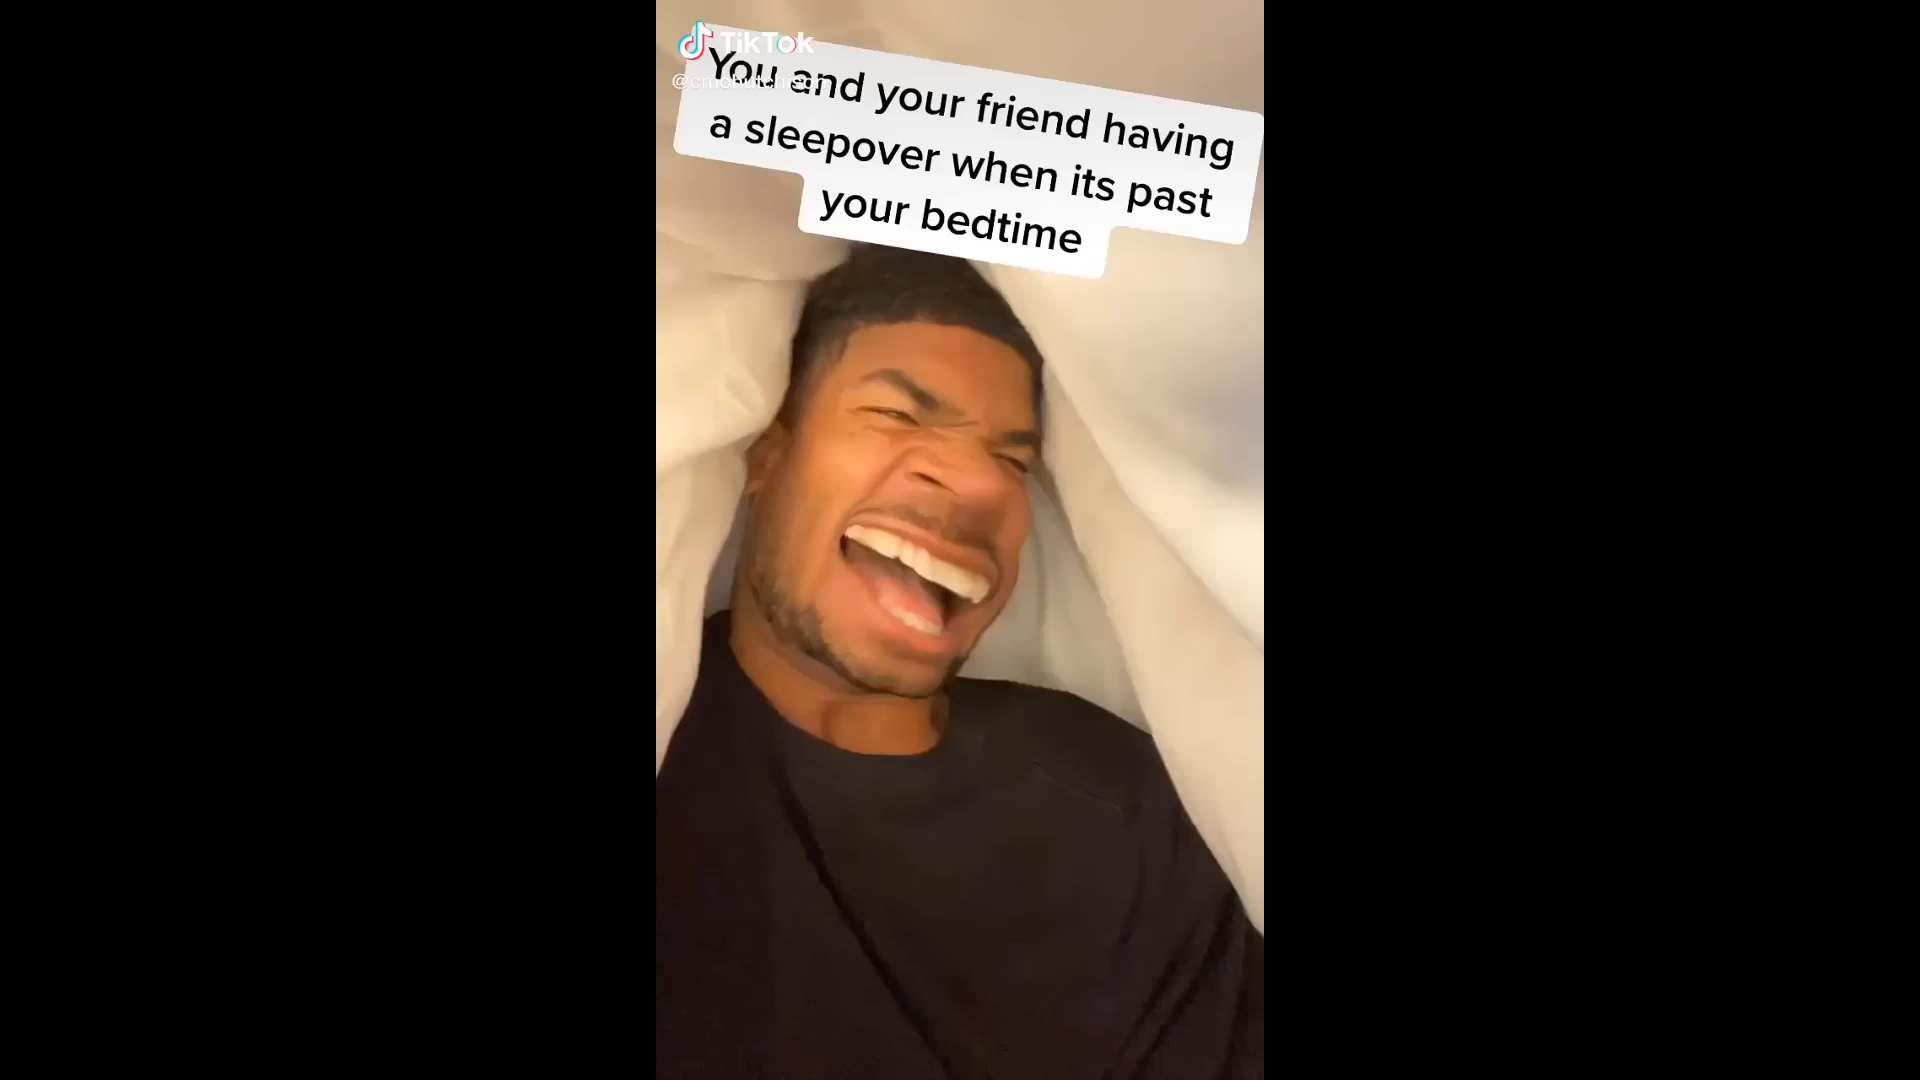 TikTok
You and your friend having
a sleepover when its past
your bedtime